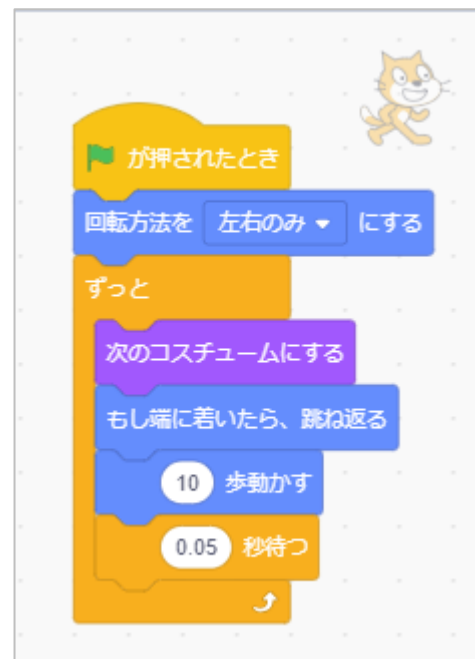 が押されたとき
回転方法を 左右のみ にする
ずっと
次のコスチュームにする
もし端に着いたら、跳ね返る
10 歩動かす
0.05 秒待つ